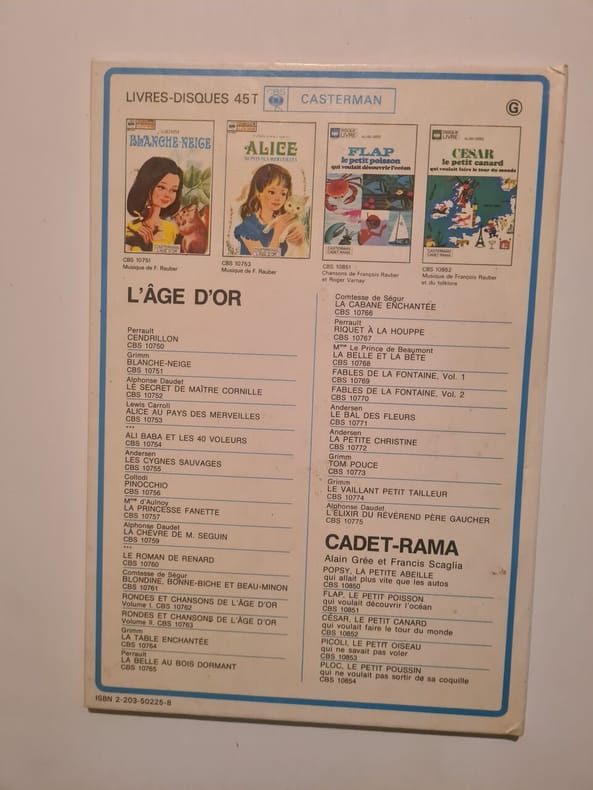 LIVRES-DISQUES 45 T CBS CASTERMAN
G
BLANCHE-NEIGE
CBS 10751
Musique de F. Rauber
ALICE
AU PAYS DES MERVEILLES
CBS 10753
Musique de F. Rauber
DISQUE
LIVRE
FLAP
le petit poisson
qui voulait découvrir l'océan
CBS 10851
Chansons de François Rauber
et Roger Varnay
DISQUE
LIVRE
CESAR
le petit canard
qui voulait faire le tour du monde
CBS 10852
Musique de François Rauber
et du folklore
L'ÂGE D'OR
Perrault
CENDRILLON
CBS 10750
Grimm
BLANCHE-NEIGE
CBS 10751
Alphonse Daudet
LE SECRET DE MAÎTRE CORNILLE
CBS 10752
Lewis Carroll
ALICE AU PAYS DES MERVEILLES
CBS 10753
***
ALI BABA ET LES 40 VOLEURS
CBS 10754
Andersen
LES CYGNES SAUVAGES
CBS 10755
Collodi
PINOCCHIO
CBS 10756
Mme d'Aulnoy
LA PRINCESSE FANETTE
CBS 10757
Alphonse Daudet
LA CHÈVRE DE M. SEGUIN
CBS 10759
***
LE ROMAN DE RENARD
CBS 10760
Comtesse de Ségur
BLONDINE, BONNE-BICHE ET BEAU-MINON
CBS 10761
RONDES ET CHANSONS DE L'ÂGE D'OR
Volume I. CBS 10762
RONDES ET CHANSONS DE L'ÂGE D'OR
Volume II. CBS 10763
Grimm
LA TABLE ENCHANTÉE
CBS 10764
Perrault
LA BELLE AU BOIS DORMANT
CBS 10765
Comtesse de Ségur
LA CABANE ENCHANTÉE
CBS 10766
Perrault
RIQUET À LA HOUPPE
CBS 10767
Mme Le Prince de Beaumont
LA BELLE ET LA BÊTE
CBS 10768
FABLES DE LA FONTAINE, Vol. 1
CBS 10769
FABLES DE LA FONTAINE, Vol. 2
CBS 10770
Andersen
LE BAL DES FLEURS
CBS 10771
Andersen
LA PETITE CHRISTINE
CBS 10772
Grimm
TOM POUCE
CBS 10773
Grimm
LE VAILLANT PETIT TAILLEUR
CBS 10774
Alphonse Daudet
L'ÉLIXIR DU RÉVÉREND PÈRE GAUCHER
CBS 10775
CADET-RAMA
Alain Grée et Francis Scaglia
POPSY, LA PETITE ABEILLE
qui allait plus vite que les autos
CBS 10850
FLAP, LE PETIT POISSON
qui voulait découvrir l'océan
CBS 10851
CÉSAR, LE PETIT CANARD
qui voulait faire le tour du monde
CBS 10852
PICOLI, LE PETIT OISEAU
qui ne savait pas voler
CBS 10853
PLOC, LE PETIT POUSSIN
qui ne voulait pas sortir de sa coquille
CBS 10854
ISBN 2-203-50225-8